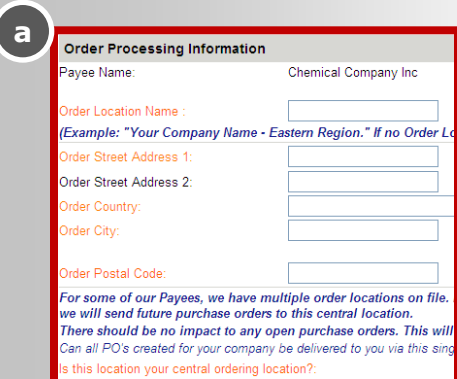 a
Order Processing Information
Payee Name: Chemical Company Inc
Order Location Name :
(Example: "Your Company Name - Eastern Region." If no Order
Order Street Address 1:
Order Street Address 2:
Order Country:
Order City:
Order Postal Code:
For some of our Payees, we have multiple order locations on file.
we will send future purchase orders to this central location.
There should be no impact to any open purchase orders. This will
Can all PO's created for your company be delivered to you via this
Is this location your central ordering location?: